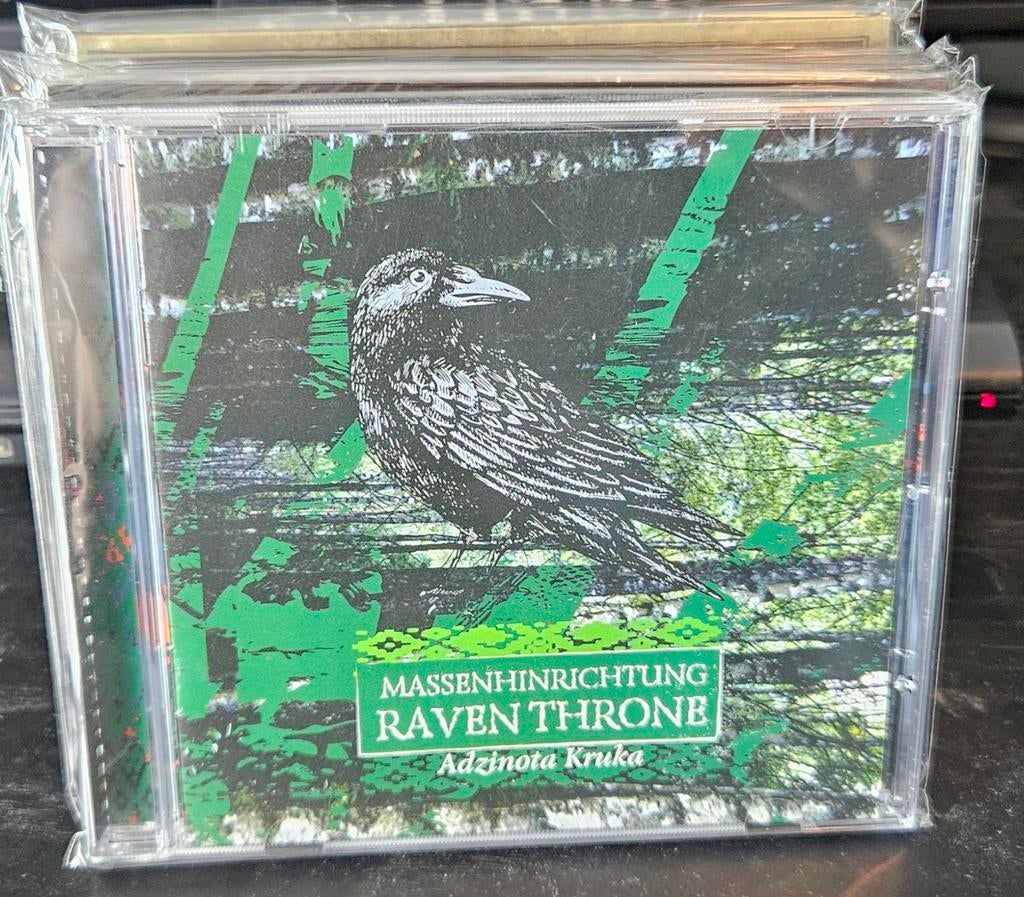 MASSENHINRICHTUNG
RAVEN THRONE
Adzinota Kruka